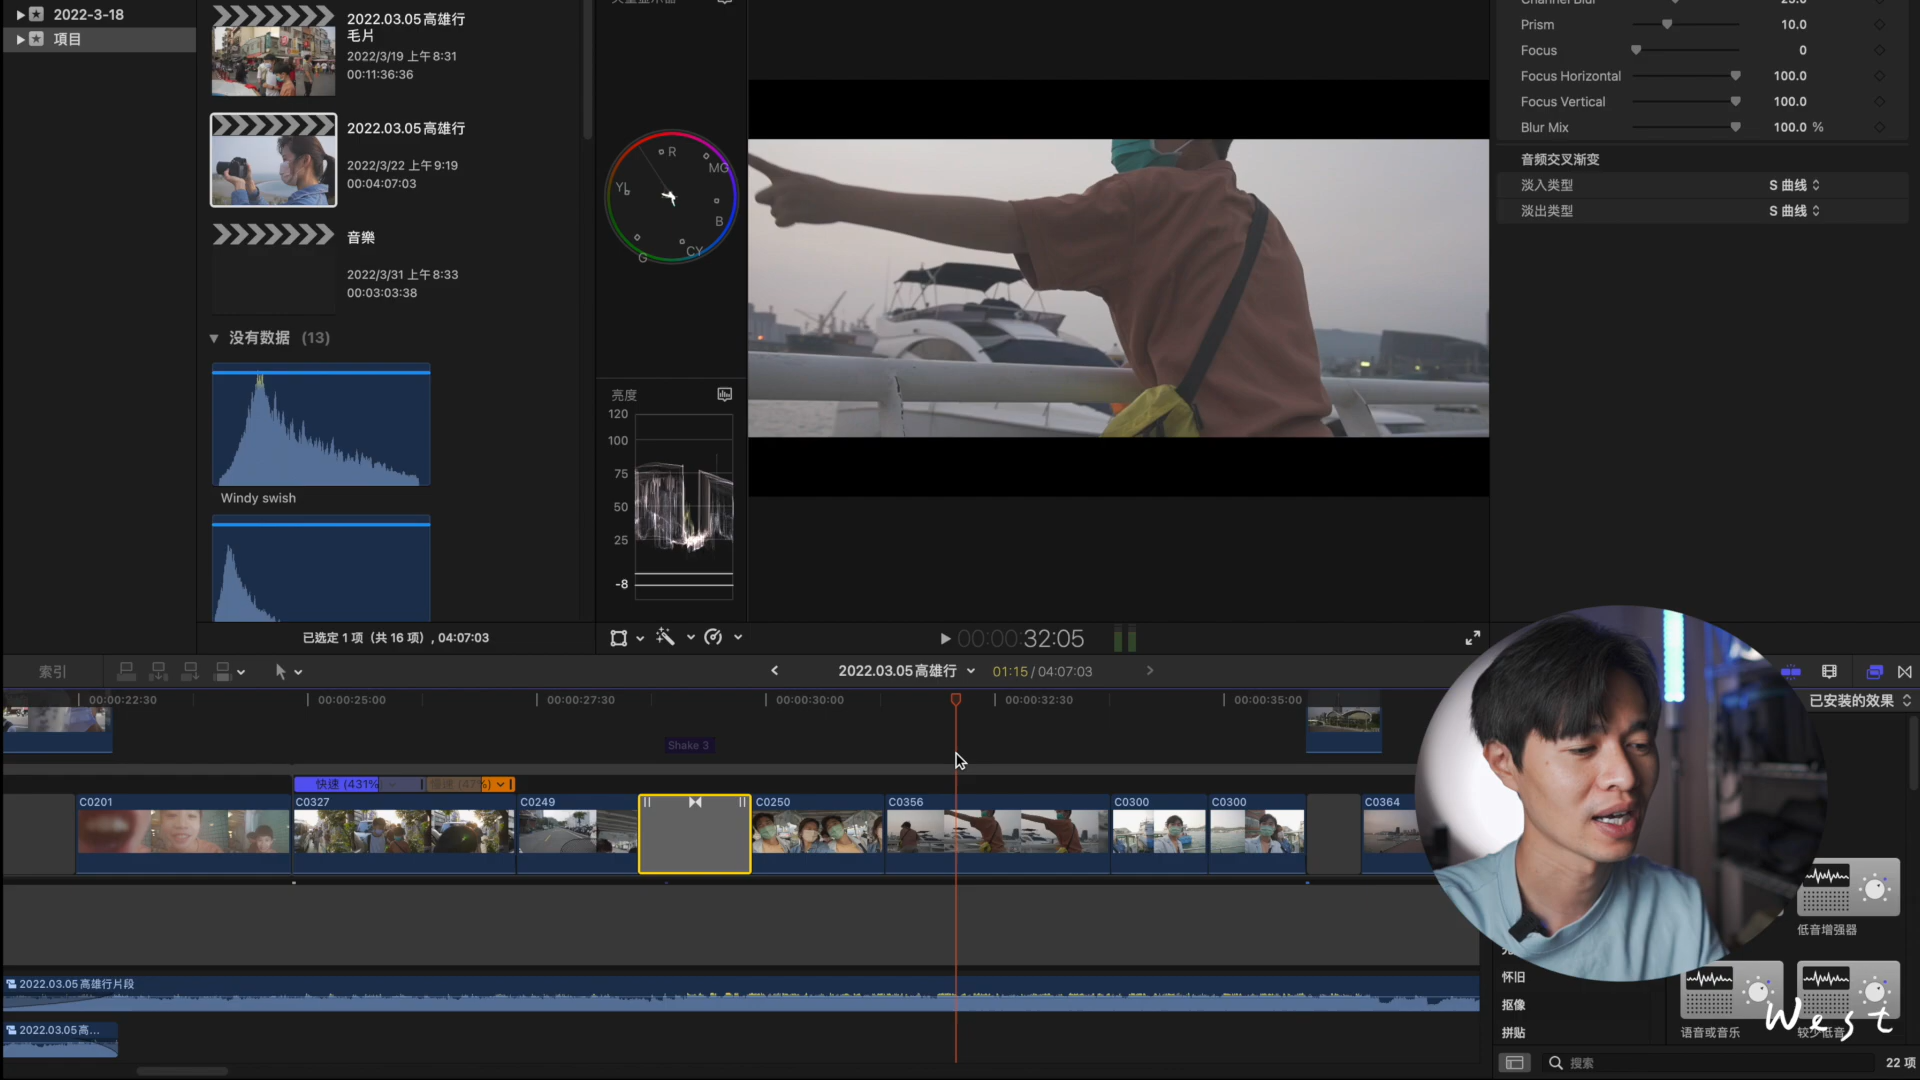 2022-3-18
項目
2022.03.05高雄行
毛片
2022/3/19 上午8:31
00:11:36:36
2022.03.05高雄行
2022/3/22 上午9:19
00:04:07:03
音樂
2022/3/31 上午8:33
00:03:03:38
没有数据 (13)
Windy swish
已选定 1 项（共 16 项）, 04:07:03
R
MG
YL
B
CY
G
亮度
120
100
75
50
25
-8
Prism 10.0
Focus 0
Focus Horizontal 100.0
Focus Vertical 100.0
Blur Mix 100.0 %
音频交叉渐变
淡入类型 S 曲线
淡出类型 S 曲线
00:00:00:32:05
索引
2022.03.05高雄行
01:15 / 04:07:03
已安装的效果
00:00:22:30
00:00:25:00
00:00:27:30
00:00:30:00
00:00:32:30
00:00:35:00
Shake 3
快速 (431%)
慢速 (47%)
C0201
C0327
C0249
C0250
C0356
C0300
C0300
C0364
2022.03.05高雄行片段
2022.03.05高...
低音增强器
怀旧
抠像
拼贴
语音或音乐
较少低音
West
搜索
22 项